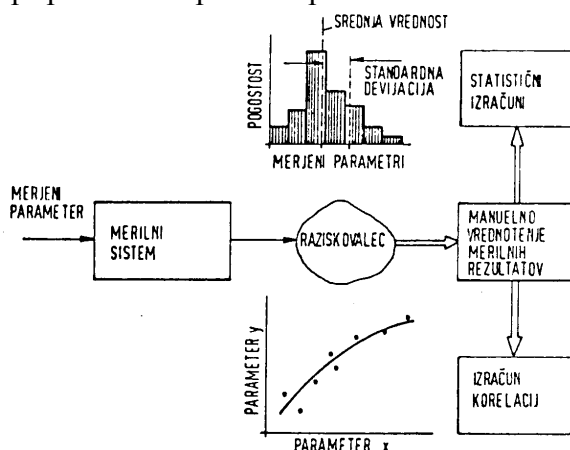 SREDNJA VREDNOST
STANDARDNA
DEVIJACIJA
POGOSTOST
MERJENI PARAMETRI
STATISTIČNI
IZRAČUNI
MERJENI
PARAMETER
MERILNI
SISTEM
RAZISKOVALEC
MANUELNO
VREDNOTENJE
MERILNIH
REZULTATOV
PARAMETER y
PARAMETER x
IZRAČUN
KORELACIJ